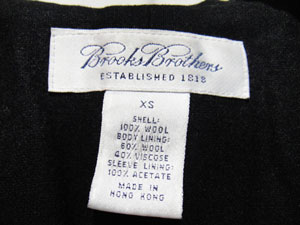 Brooks Brothers
ESTABLISHED 1818
XS
SHELL:
100% WOOL
BODY LINING:
60% WOOL
40% VISCOSE
SLEEVE LINING:
100% ACETATE
MADE IN
HONG KONG